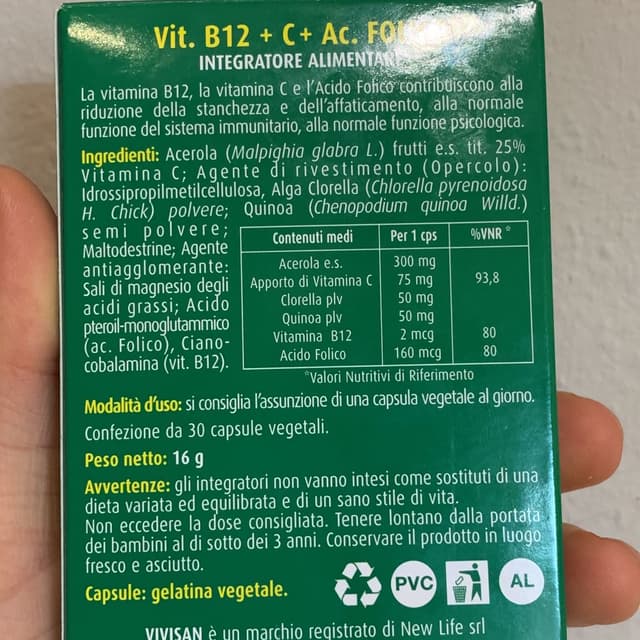 Vit. B12 + C+ Ac.
INTEGRATORE ALIMENTARE
La vitamina B12, la vitamina C e l'Acido Folico contribuiscono alla
riduzione della stanchezza e dell'affaticamento, alla normale
funzione del sistema immunitario, alla normale funzione psicologica.
Ingredienti: Acerola (Malpighia glabra L.) frutti e.s. tit. 25%
Vitamina C; Agente di rivestimento (Opercolo):
Idrossipropilmetilcellulosa, Alga Clorella (Chlorella pyrenoidosa
H. Chick) polvere; Quinoa (Chenopodium quinoa Willd.)
semi polvere;
Maltodestrine; Agente
antiagglomerante:
Sali di magnesio degli
acidi grassi; Acido
pteroil-monoglutammico
(ac. Folico), Ciano-
cobalamina (vit. B12).
Contenuti medi Per 1 cps %VNR*
Acerola e.s. 300 mg
Apporto di Vitamina C 75 mg 93,8
Clorella plv 50 mg
Quinoa plv 50 mg
Vitamina B12 2 mcg 80
Acido Folico 160 mcg 80
*Valori Nutritivi di Riferimento
Modalità d'uso: si consiglia l'assunzione di una capsula vegetale al giorno.
Confezione da 30 capsule vegetali.
Peso netto: 16 g
Avvertenze: gli integratori non vanno intesi come sostituti di una
dieta variata ed equilibrata e di un sano stile di vita.
Non eccedere la dose consigliata. Tenere lontano dalla portata
dei bambini al di sotto dei 3 anni. Conservare il prodotto in luogo
fresco e asciutto.
Capsule: gelatina vegetale.
PVC
AL
VIVISAN è un marchio registrato di New Life srl